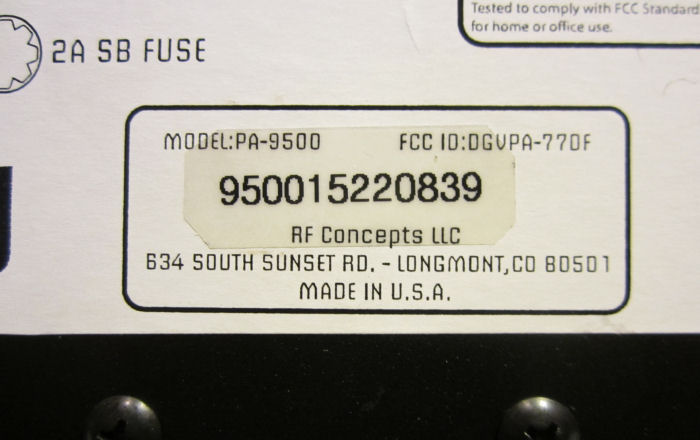 Tested to comply with FCC Standard
for home or office use.
2A SB FUSE
MODEL:PA-9500 FCC ID:DGVPA-770F
950015220839
RF Concepts LLC
634 SOUTH SUNSET RD. - LONGMONT,CO 80501
MADE IN U.S.A.